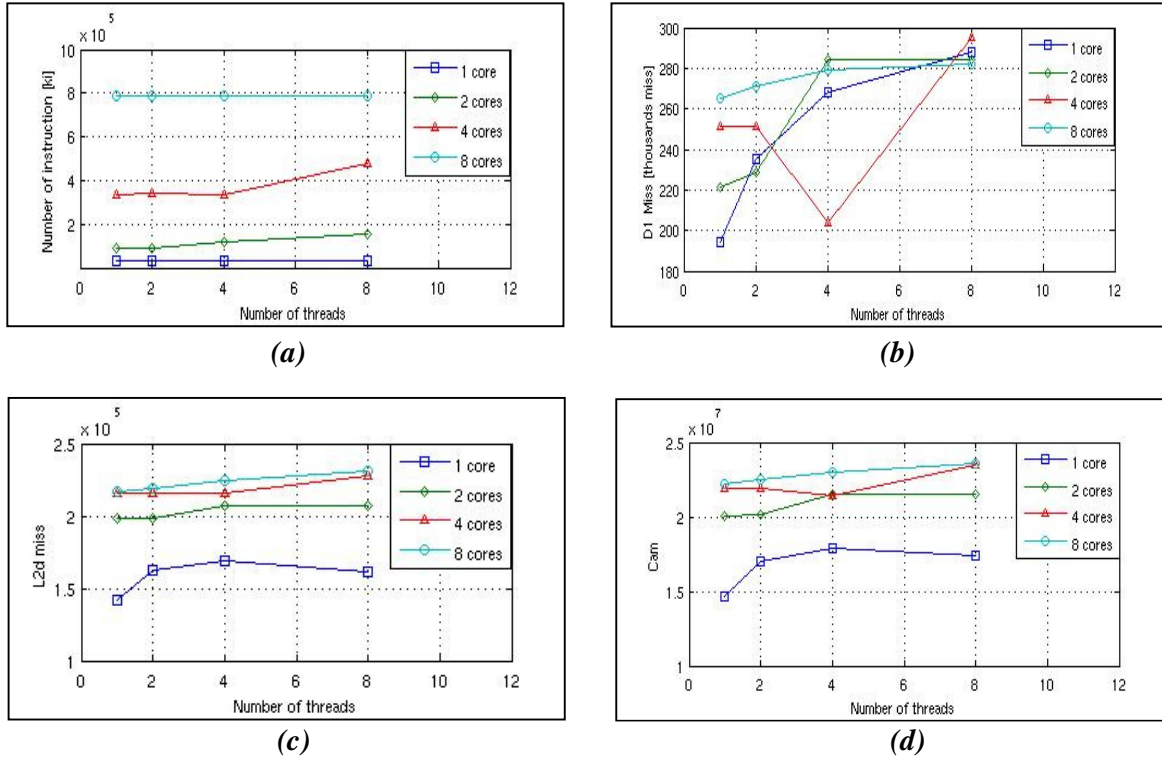 5
x 10
10
8
6
4
2
0 2 4 6 8 10 12
Number of instruction [ki]
Number of threads
1 core
2 cores
4 cores
8 cores
(a)
300
280
260
240
220
200
180
0 2 4 6 8 10 12
D1 Miss [thousands miss]
Number of threads
1 core
2 cores
4 cores
8 cores
(b)
5
x 10
2.5
2
1.5
1
0 2 4 6 8 10 12
L2d miss
Number of threads
1 core
2 cores
4 cores
8 cores
(c)
7
x 10
2.5
2
1.5
1
0 2 4 6 8 10 12
Cam
Number of threads
1 core
2 cores
4 cores
8 cores
(d)